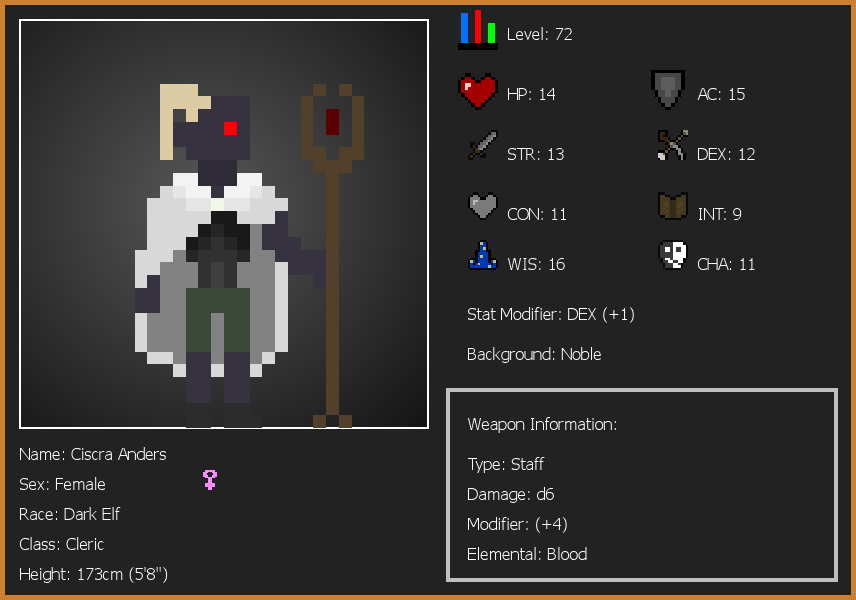 Level: 72
HP: 14
AC: 15
STR: 13
DEX: 12
CON: 11
INT: 9
WIS: 16
CHA: 11
Stat Modifier: DEX (+1)
Background: Noble
Weapon Information:
Type: Staff
Damage: d6
Modifier: (+4)
Elemental: Blood
Name: Ciscra Anders
Sex: Female
Race: Dark Elf
Class: Cleric
Height: 173cm (5'8")